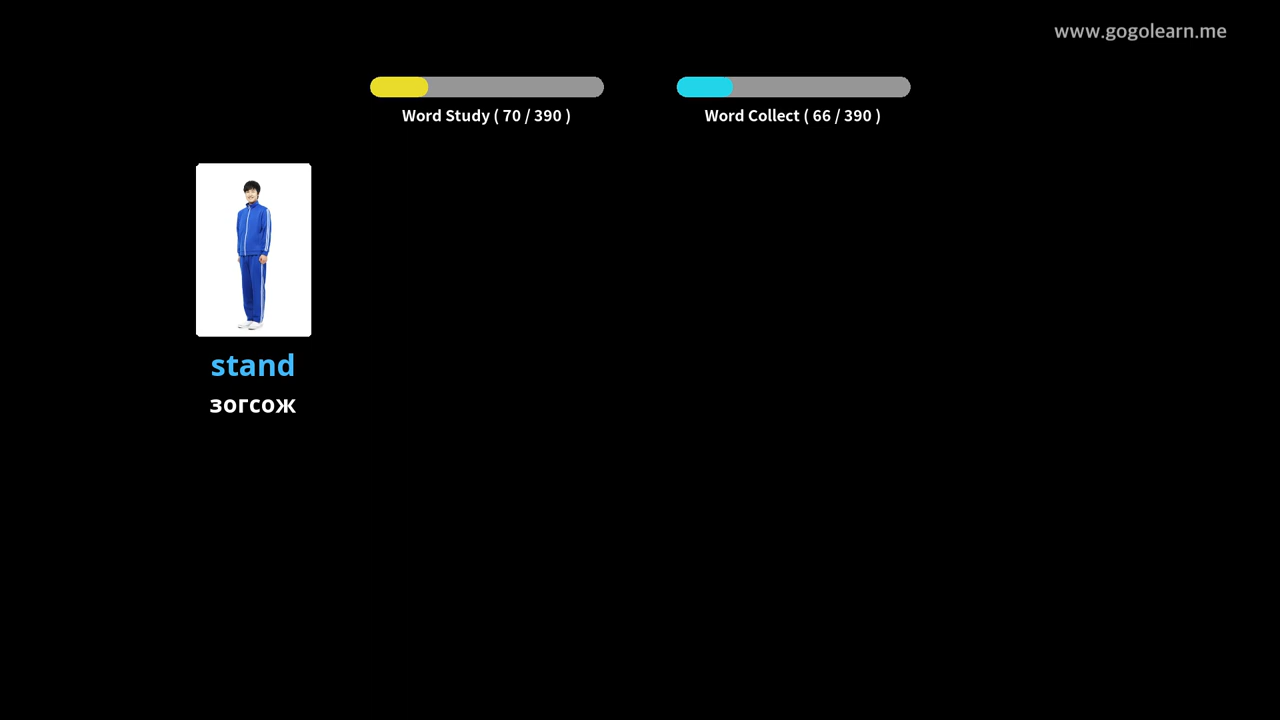 www.gogolearn.me
Word Study ( 70 / 390 )
Word Collect ( 66 / 390 )
stand
зогсож